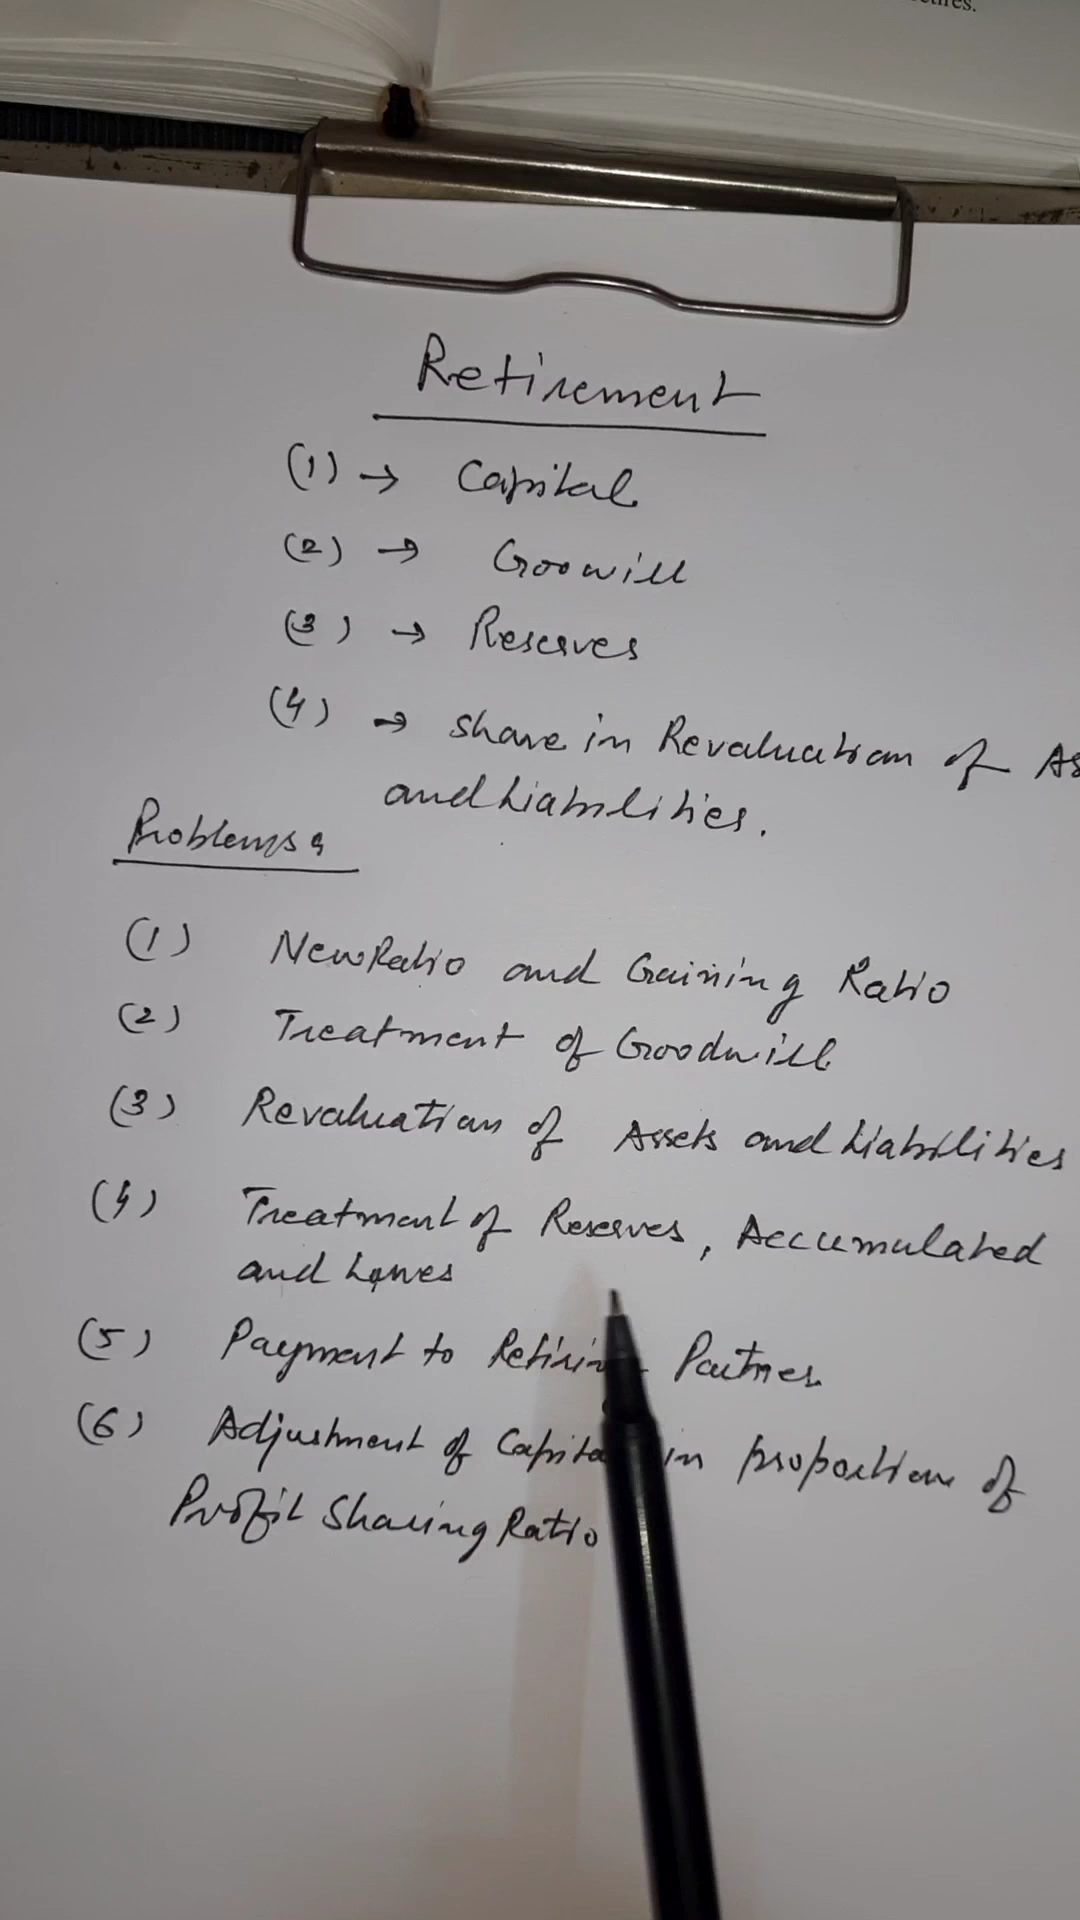 Retirement
(1) → Capital
(2) → Goowill
(3) → Reserves
(4) → Share in Revaluation of As
and Liabilities.
Problems
(1) New Ratio and Gaining Ratio
(2) Treatment of Goodwill
(3) Revaluation of Assets and Liabilities
(4) Treatment of Reserves, Accumulated
and Losses
(5) Payment to Retiring Partner
(6) Adjustment of Capital in proportion of
Profit Sharing Ratio